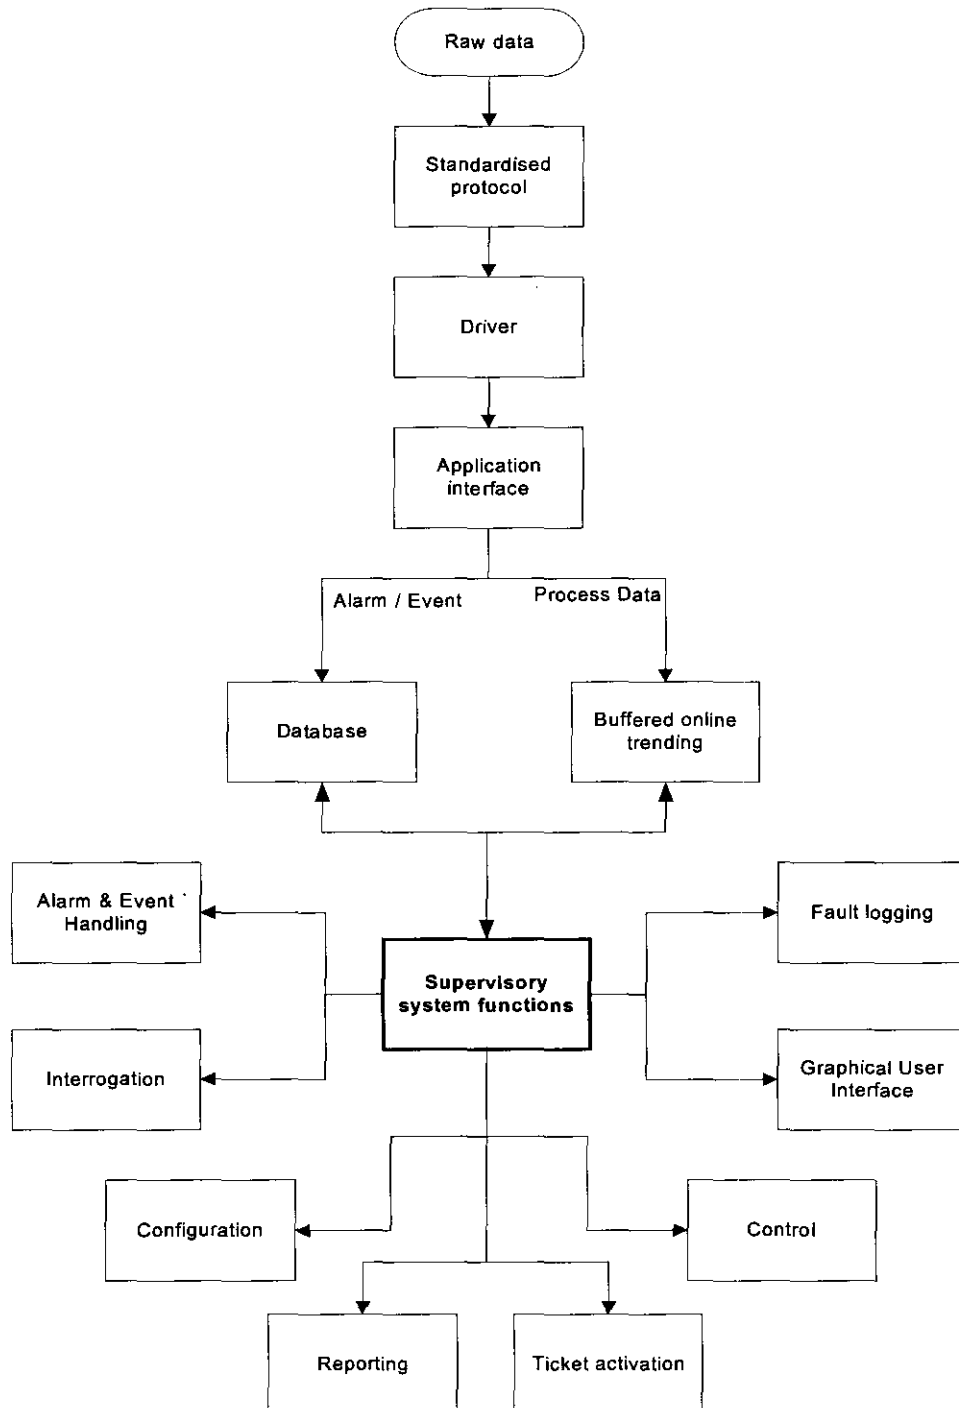 Raw data
Standardised
protocol
Driver
Application
interface
Alarm / Event
Process Data
Database
Buffered online
trending
Alarm & Event
Handling
Fault logging
Supervisory
system functions
Interrogation
Graphical User
Interface
Configuration
Control
Reporting
Ticket activation